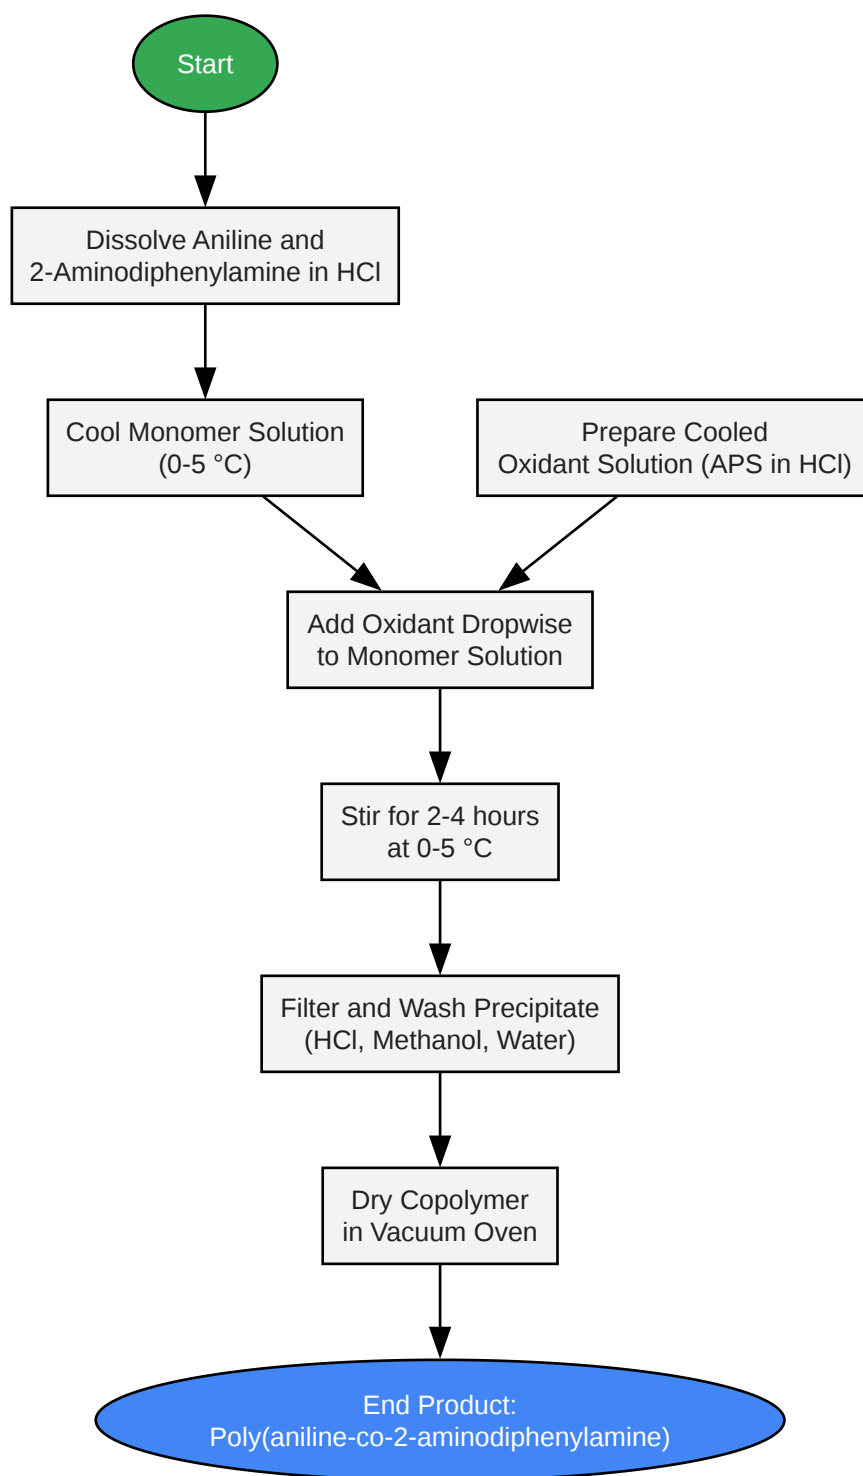 Start
Dissolve Aniline and
2-Aminodiphenylamine in HCl
Cool Monomer Solution
(0-5 °C)
Prepare Cooled
Oxidant Solution (APS in HCl)
Add Oxidant Dropwise
to Monomer Solution
Stir for 2-4 hours
at 0-5 °C
Filter and Wash Precipitate
(HCl, Methanol, Water)
Dry Copolymer
in Vacuum Oven
End Product:
Poly(aniline-co-2-aminodiphenylamine)